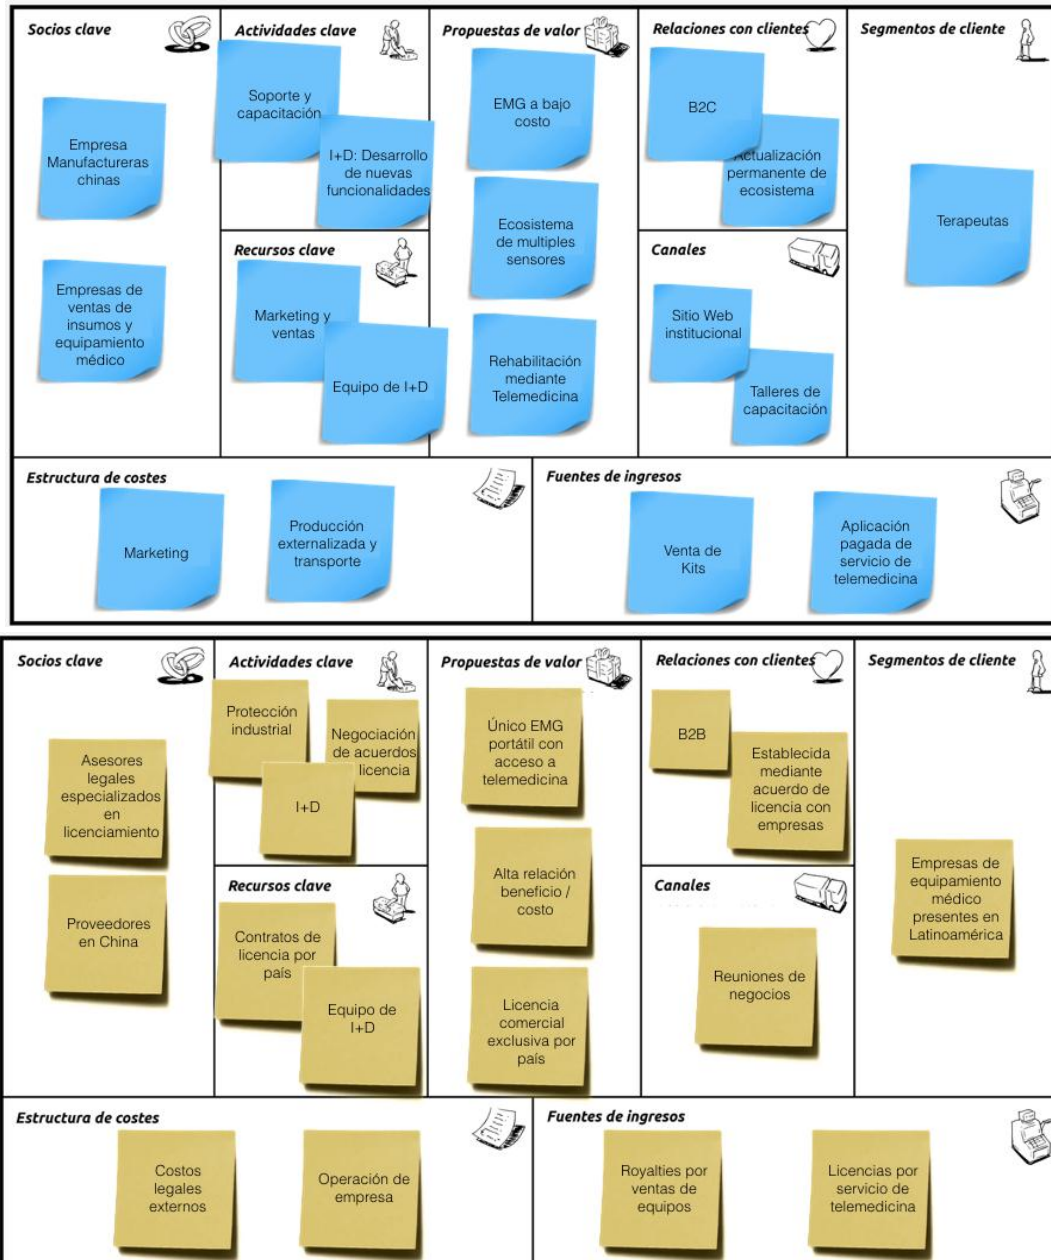 Socios clave
Empresa
Manufactureras
chinas
Empresas de
ventas de
insumos y
equipamiento
médico
Actividades clave
Soporte y
capacitación
I+D: Desarrollo
de nuevas
funcionalidades
Recursos clave
Marketing y
ventas
Equipo de I+D
Propuestas de valor
EMG a bajo
costo
Ecosistema
de multiples
sensores
Rehabilitación
mediante
Telemedicina
Relaciones con clientes
B2C
Actualización
permanente de
ecosistema
Canales
Sitio Web
institucional
Talleres de
capacitación
Segmentos de cliente
Terapeutas
Estructura de costes
Marketing
Producción
externalizada y
transporte
Fuentes de ingresos
Venta de
Kits
Aplicación
pagada de
servicio de
telemedicina
Socios clave
Asesores
legales
especializados
en
licenciamiento
Proveedores
en China
Actividades clave
Protección
industrial
Negociación
de acuerdos
licencia
I+D
Recursos clave
Contratos de
licencia por
país
Equipo de
I+D
Propuestas de valor
Único EMG
portátil con
acceso a
telemedicina
Alta relación
beneficio /
costo
Licencia
comercial
exclusiva por
país
Relaciones con clientes
B2B
Establecida
mediante
acuerdo de
licencia con
empresas
Canales
Reuniones de
negocios
Segmentos de cliente
Empresas de
equipamiento
médico
presentes en
Latinoamérica
Estructura de costes
Costos
legales
externos
Operación de
empresa
Fuentes de ingresos
Royalties por
ventas de
equipos
Licencias por
servicio de
telemedicina